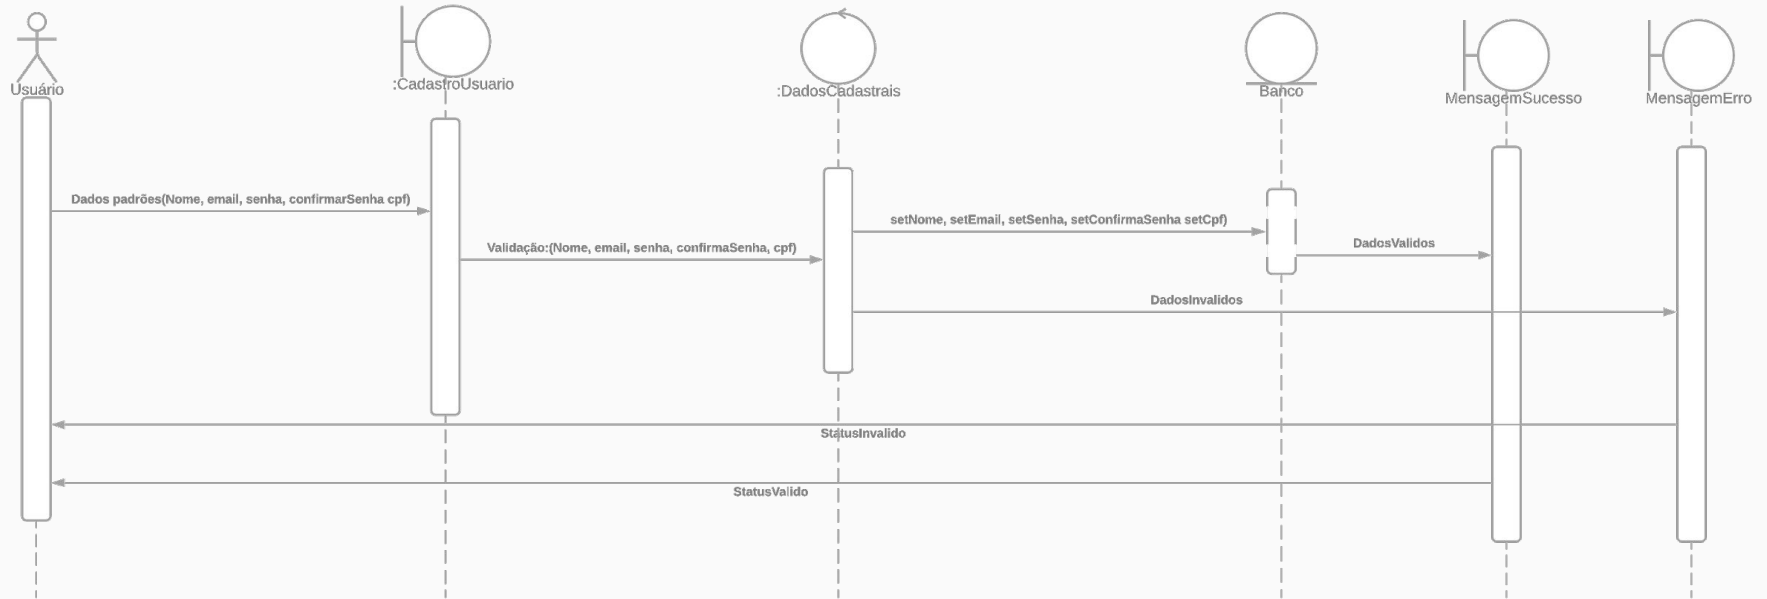 Usuário
:CadastroUsuario
:DadosCadastrais
Banco
MensagemSucesso
MensagemErro
Dados padrões(Nome, email, senha, confirmarSenha cpf)
setNome, setEmail, setSenha, setConfirmaSenha setCpf)
Validação:(Nome, email, senha, confirmaSenha, cpf)
DadosValidos
DadosInvalidos
StatusInvalido
StatusValido